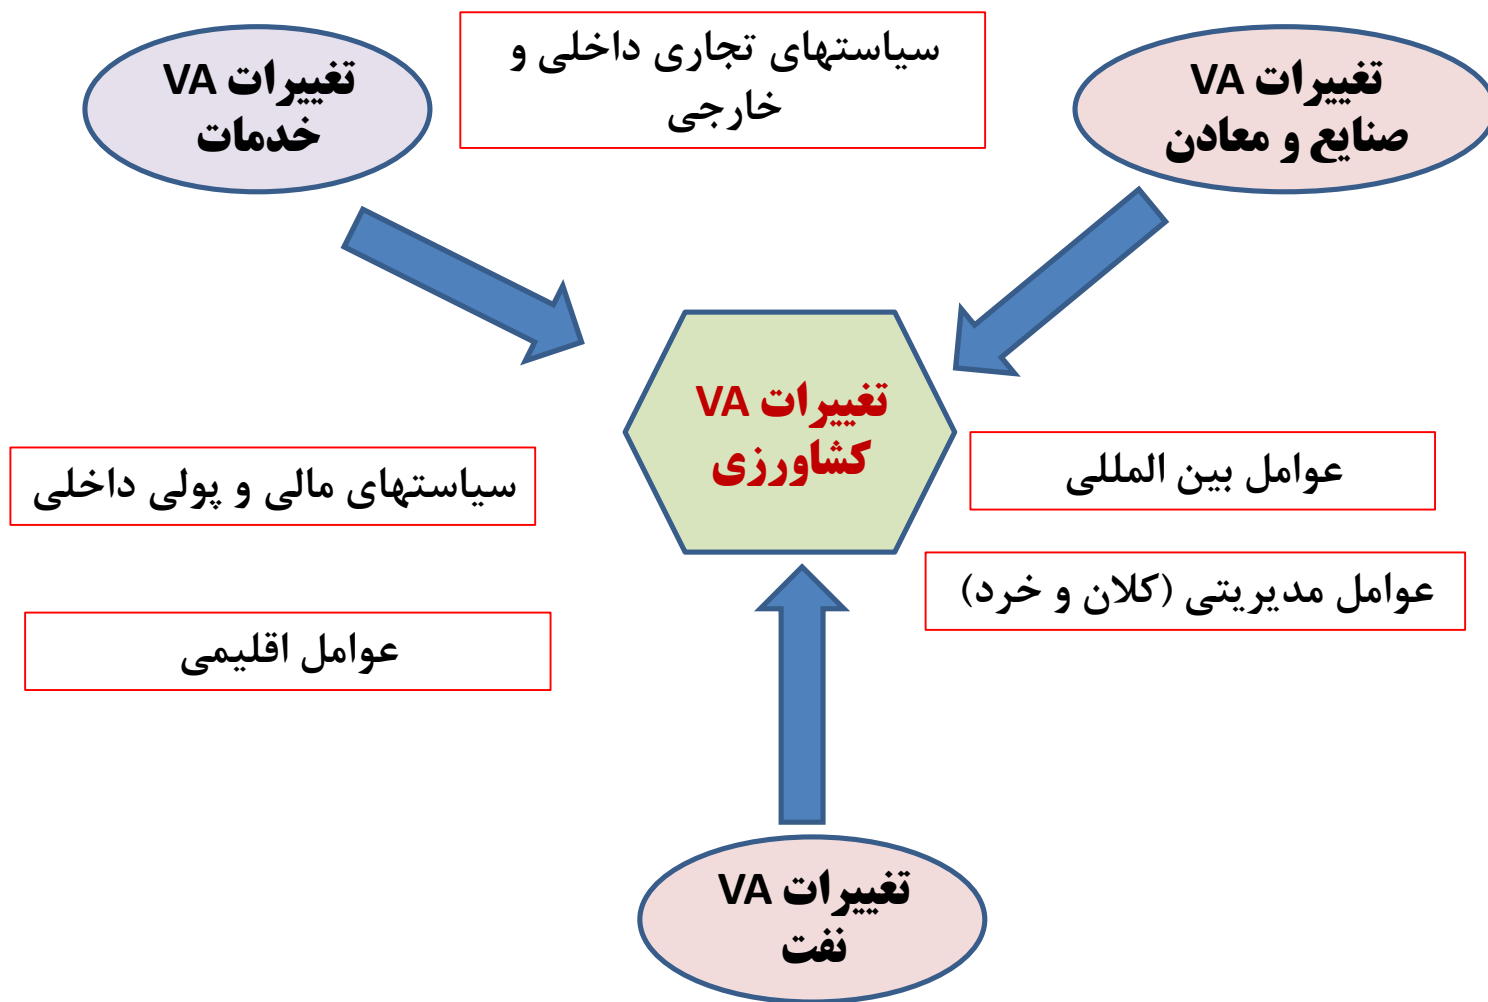 سیاستهای تجاری داخلی و
خارجی
تغییرات VA
صنایع و معادن
تغییرات VA
خدمات
تغییرات VA
کشاورزی
عوامل بین المللی
سیاستهای مالی و پولی داخلی
عوامل مدیریتی (کلان و خرد)
عوامل اقلیمی
تغییرات VA
نفت